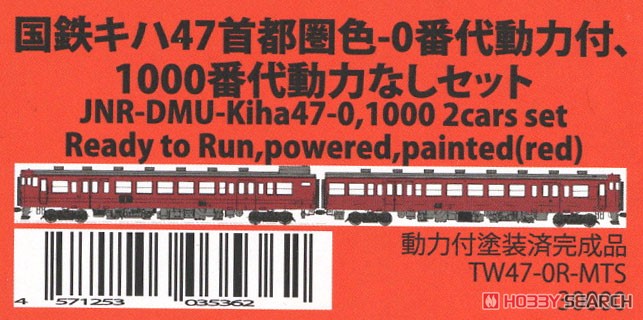 国鉄キハ47首都圏色-0番代動力付、
1000番代動力なしセット
JNR-DMU-Kiha47-0,1000 2cars set
Ready to Run,powered,painted(red)
動力付塗装済完成品
TW47-0R-MTS
4 571253 035362
HOBBYSEARCH